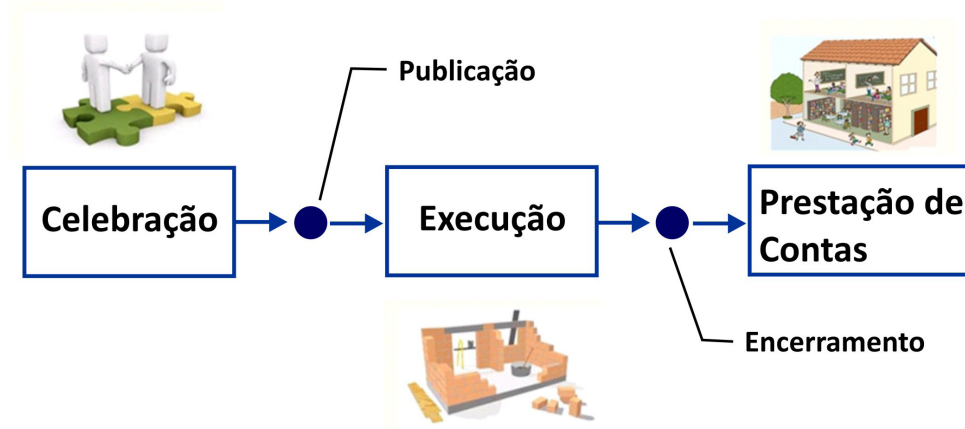 Publicação
Celebração
Execução
Prestação de
Contas
Encerramento